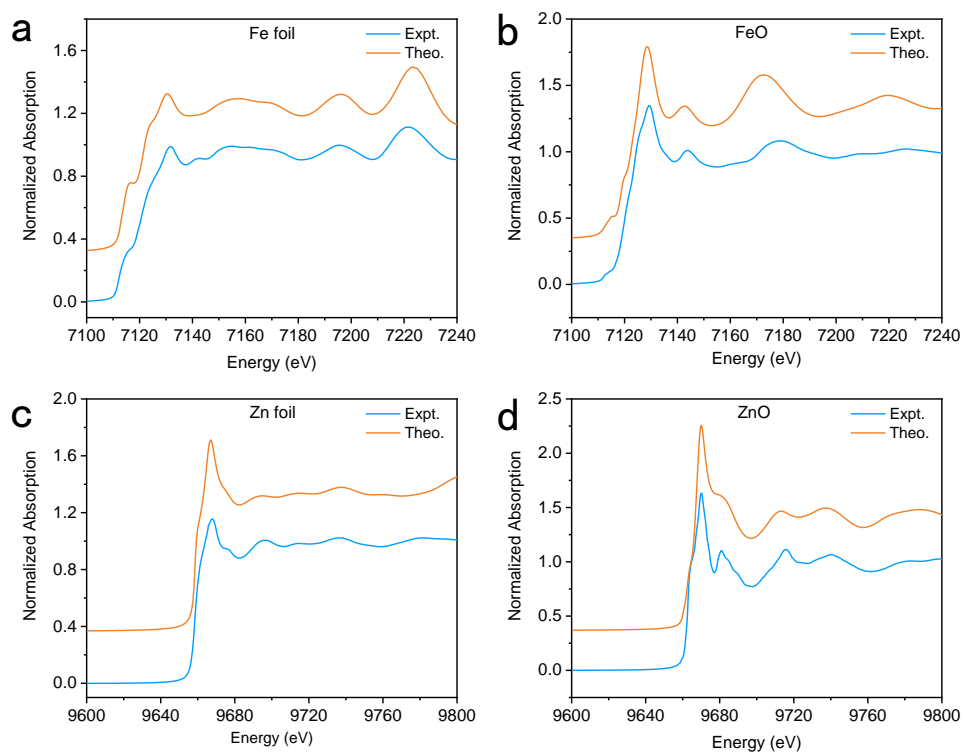 a
Fe foil
Expt.
Theo.
1.6
1.2
0.8
0.4
0.0
Normalized Absorption
7100 7120 7140 7160 7180 7200 7220 7240
Energy (eV)
b
FeO
Expt.
Theo.
2.0
1.5
1.0
0.5
0.0
Normalized Absorption
7100 7120 7140 7160 7180 7200 7220 7240
Energy (eV)
c
Zn foil
Expt.
Theo.
2.0
1.6
1.2
0.8
0.4
0.0
Normalized Absorption
9600 9640 9680 9720 9760 9800
Energy (eV)
d
ZnO
Expt.
Theo.
2.5
2.0
1.5
1.0
0.5
0.0
Normalized Absorption
9600 9640 9680 9720 9760 9800
Energy (eV)